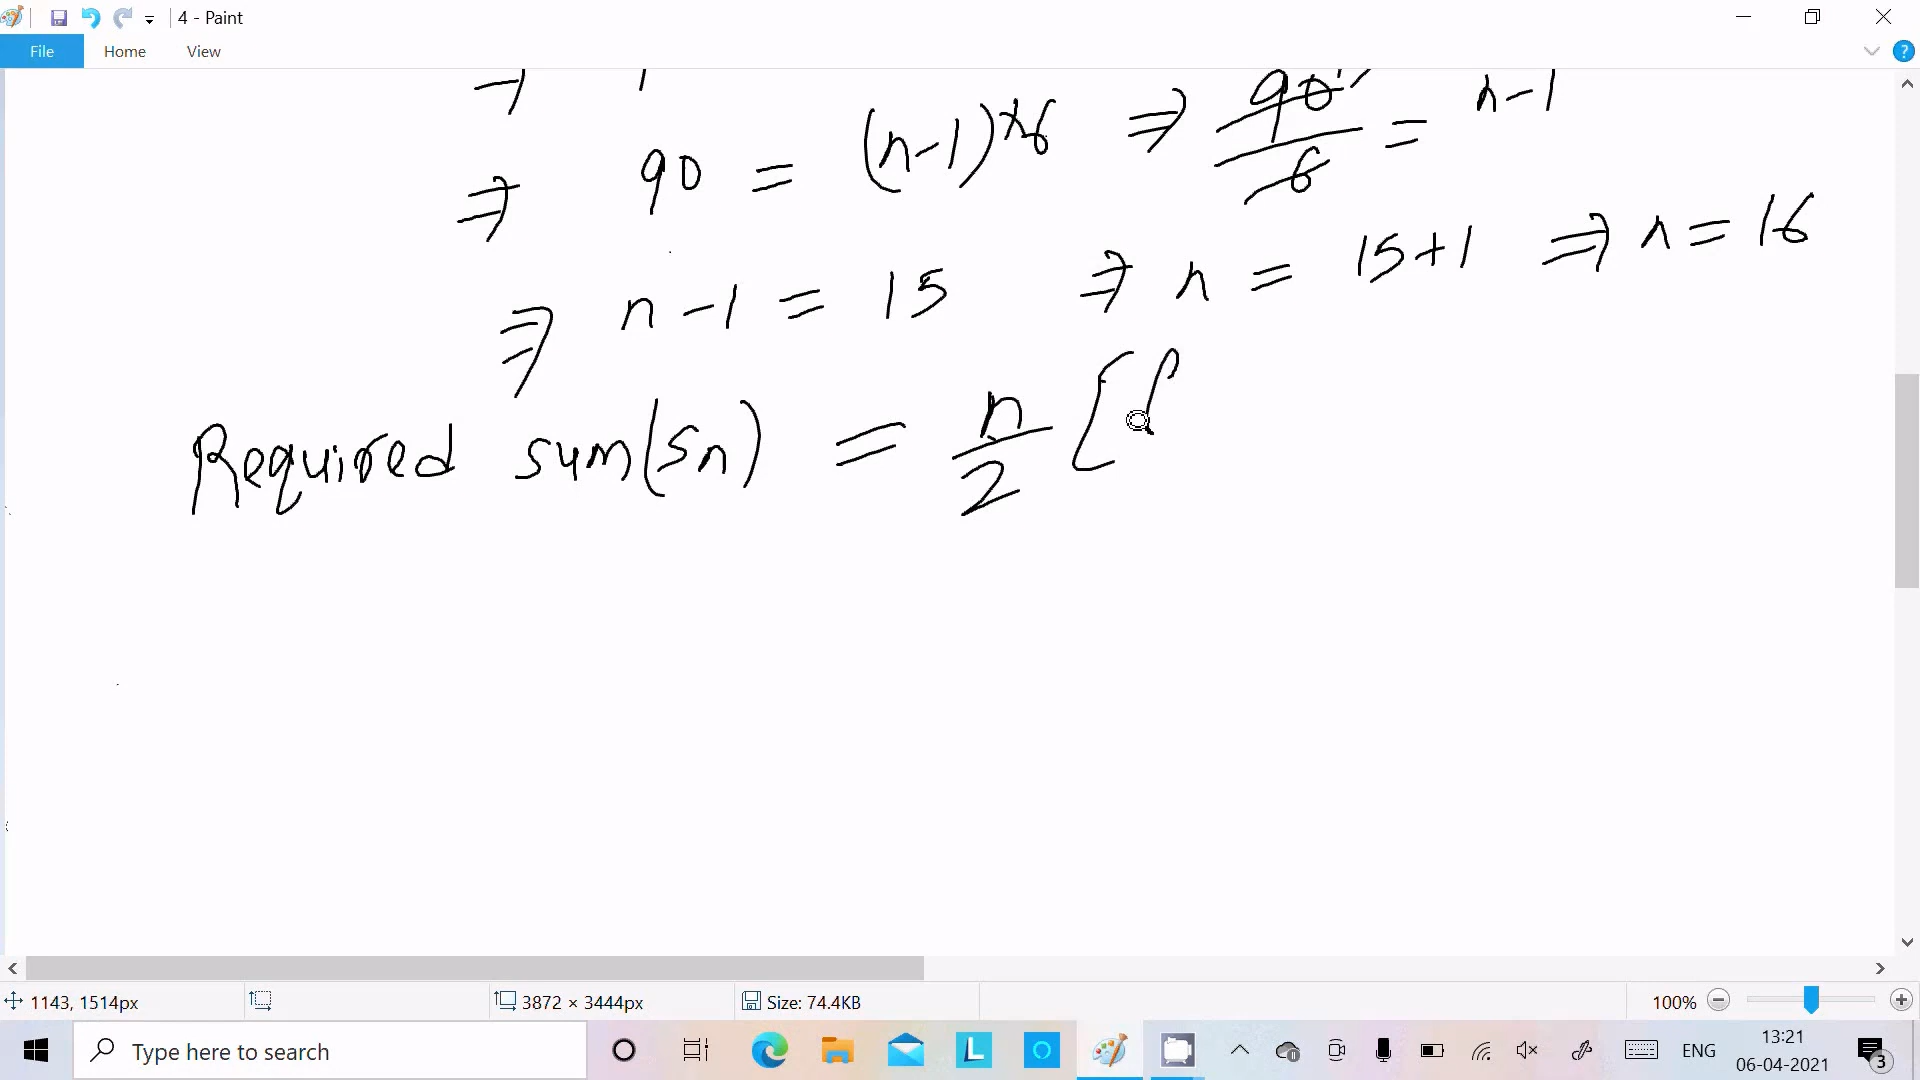 4 - Paint
File Home View
⇒ 90 = (n-1)×6 ⇒ 90/6 = n-1
⇒ n-1 = 15 ⇒ n = 15+1 ⇒ n = 16
Required sum(Sn) = n/2 [
1143, 1514px 3872 × 3444px Size: 74.4KB 100%
Type here to search ENG 13:21
06-04-2021 3